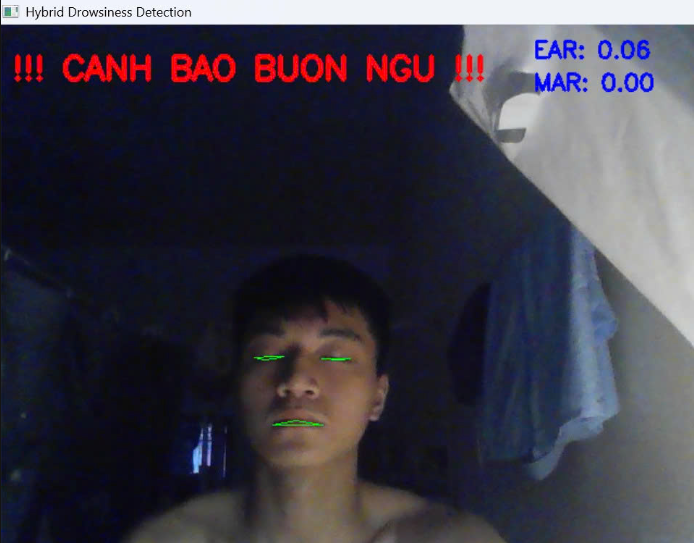 Hybrid Drowsiness Detection
!!! CANH BAO BUON NGU !!!
EAR: 0.06
MAR: 0.00